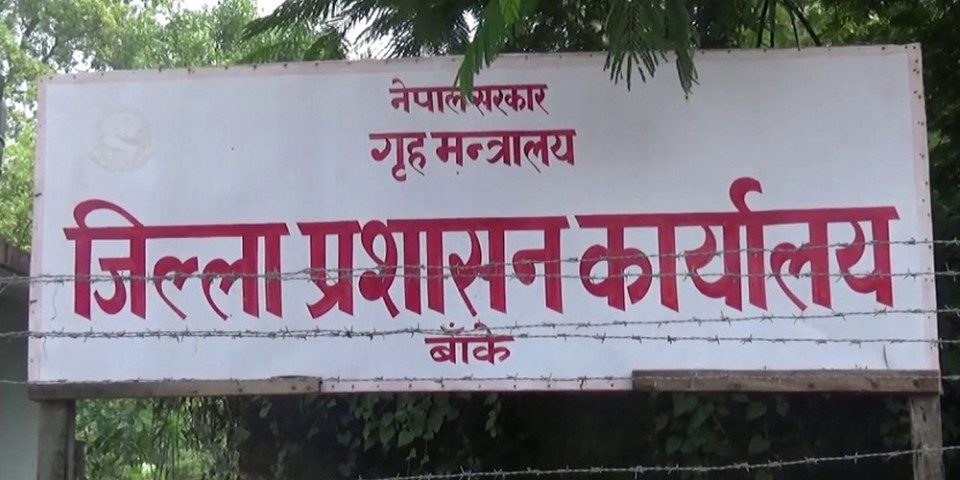 नेपाल सरकार
गृह मन्त्रालय
जिल्ला प्रशासन कार्यालय
बाँके